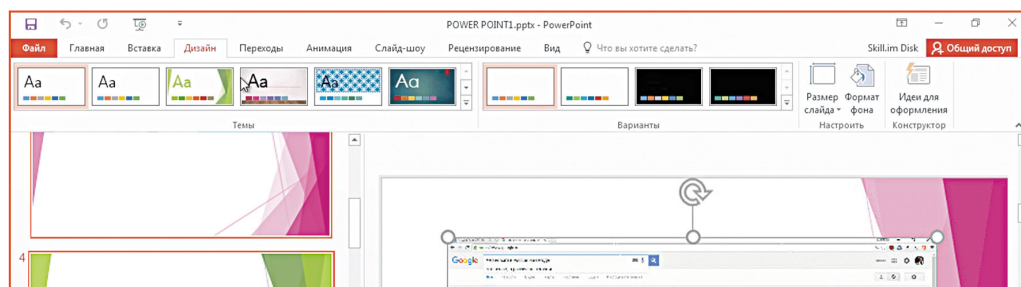 POWER POINT1.pptx - PowerPoint
Файл Главная Вставка Дизайн Переходы Анимация Слайд-шоу Рецензирование Вид Что вы хотите сделать? Skill.im Disk Общий доступ
Aa Aa Aa Aa Aa Aa
Размер слайда Формат фона Идеи для оформления
Темы Варианты Настроить Конструктор
4
Google